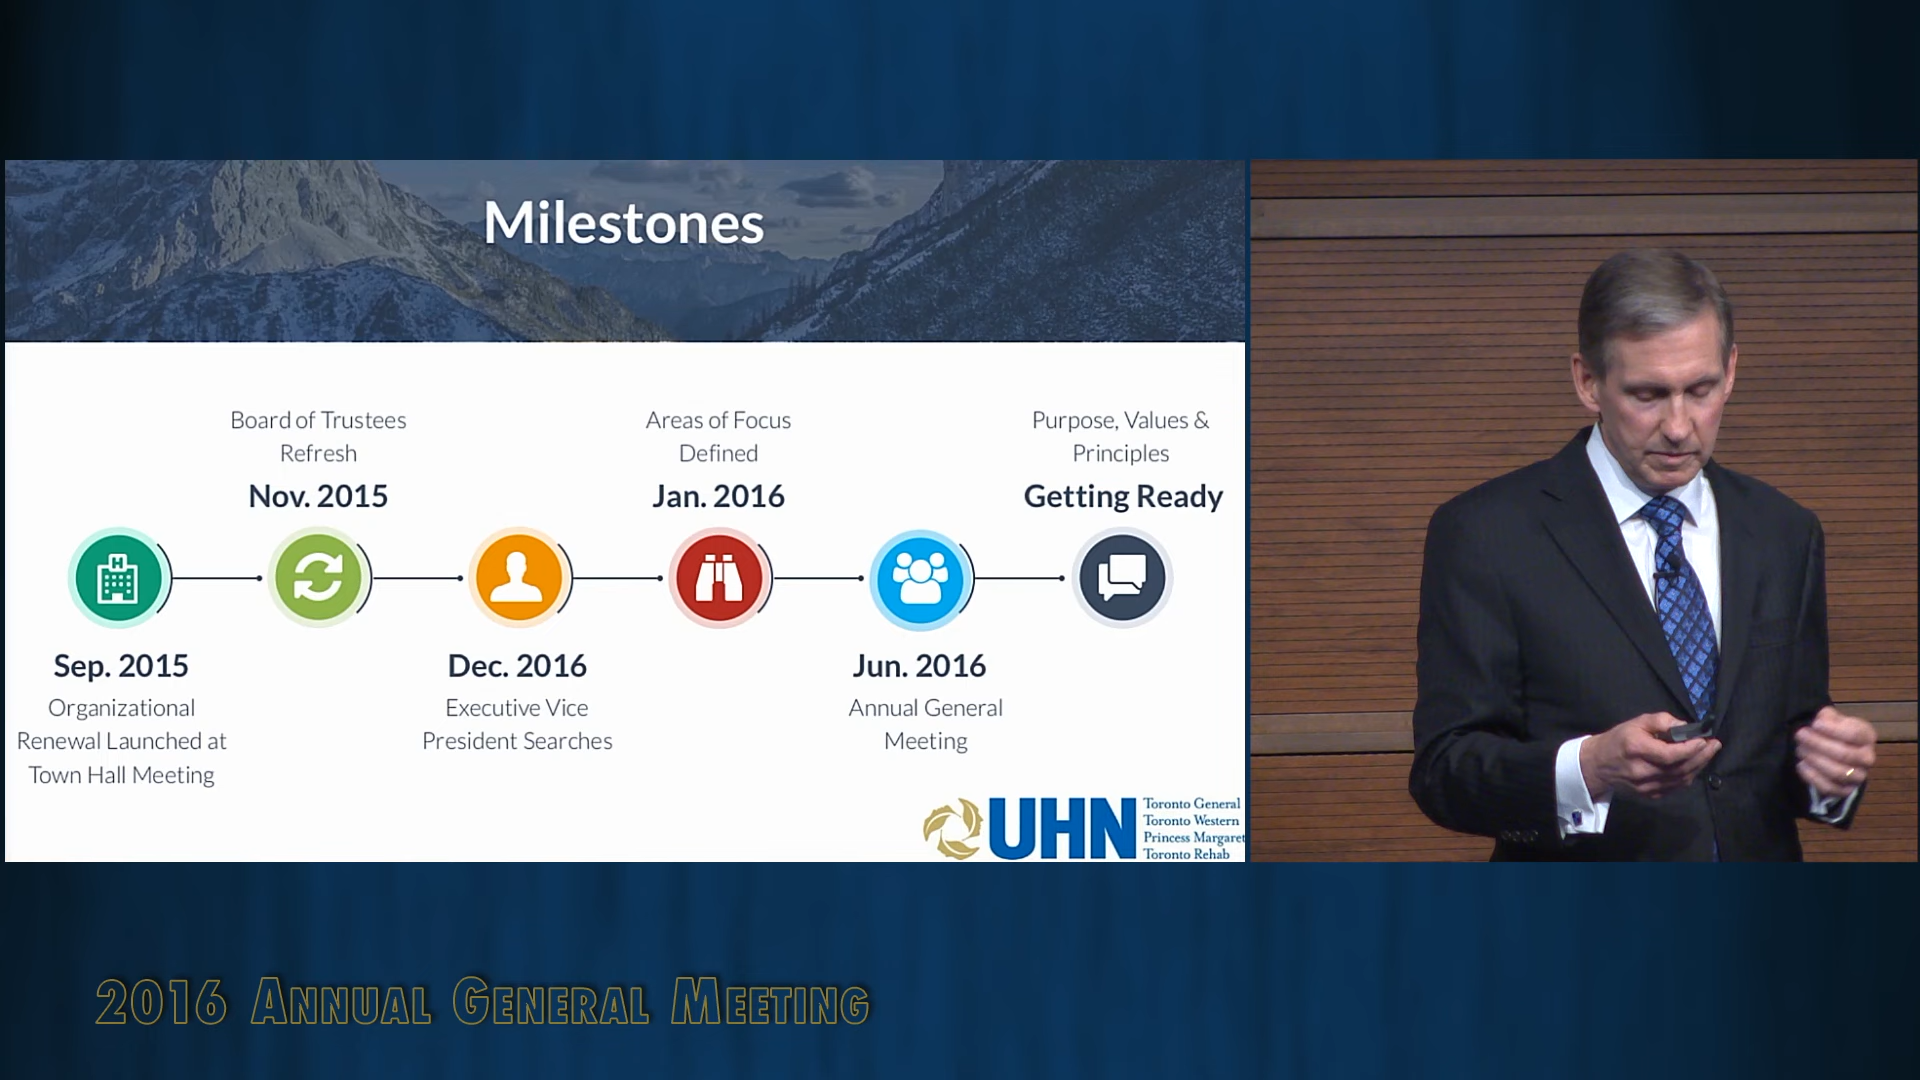 Milestones
Board of Trustees
Refresh
Nov. 2015
Areas of Focus
Defined
Jan. 2016
Purpose, Values &
Principles
Getting Ready
H
Sep. 2015
Organizational
Renewal Launched at
Town Hall Meeting
Dec. 2016
Executive Vice
President Searches
Jun. 2016
Annual General
Meeting
UHN
Toronto General
Toronto Western
Princess Margaret
Toronto Rehab
2016 ANNUAL GENERAL MEETING